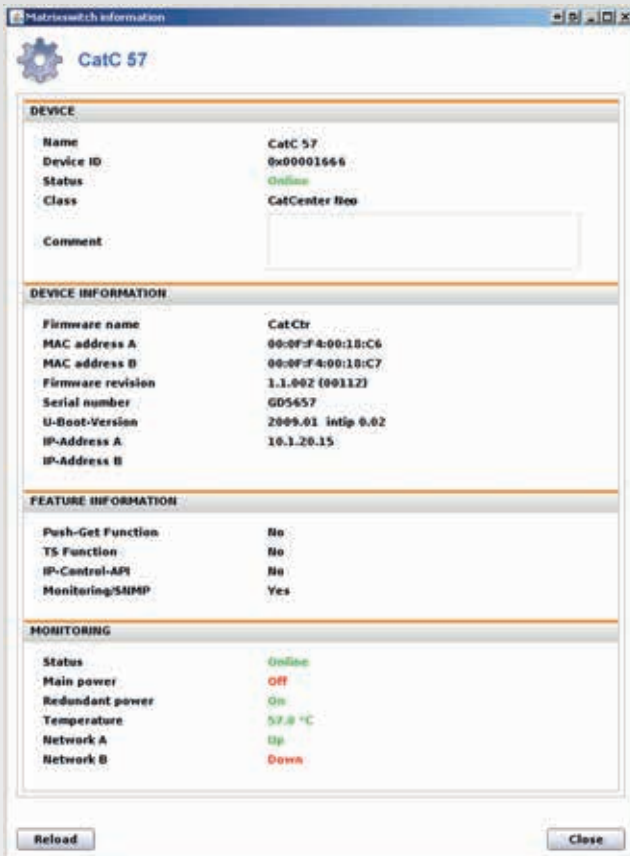 Matrixswitch information
CatC 57
DEVICE
Name CatC 57
Device ID 0x00001666
Status Online
Class CatCenter Neo
Comment
DEVICE INFORMATION
Firmware name CatCtr
MAC address A 00:0F:F4:00:18:C6
MAC address B 00:0F:F4:00:18:C7
Firmware revision 1.1.002 (00112)
Serial number GD5657
U-Boot-Version 2009.01 intip 0.02
IP-Address A 10.1.20.15
IP-Address B
FEATURE INFORMATION
Push-Get Function No
TS Function No
IP-Control-API No
Monitoring/SNMP Yes
MONITORING
Status Online
Main power Off
Redundant power On
Temperature 57.0 °C
Network A Up
Network B Down
Reload Close